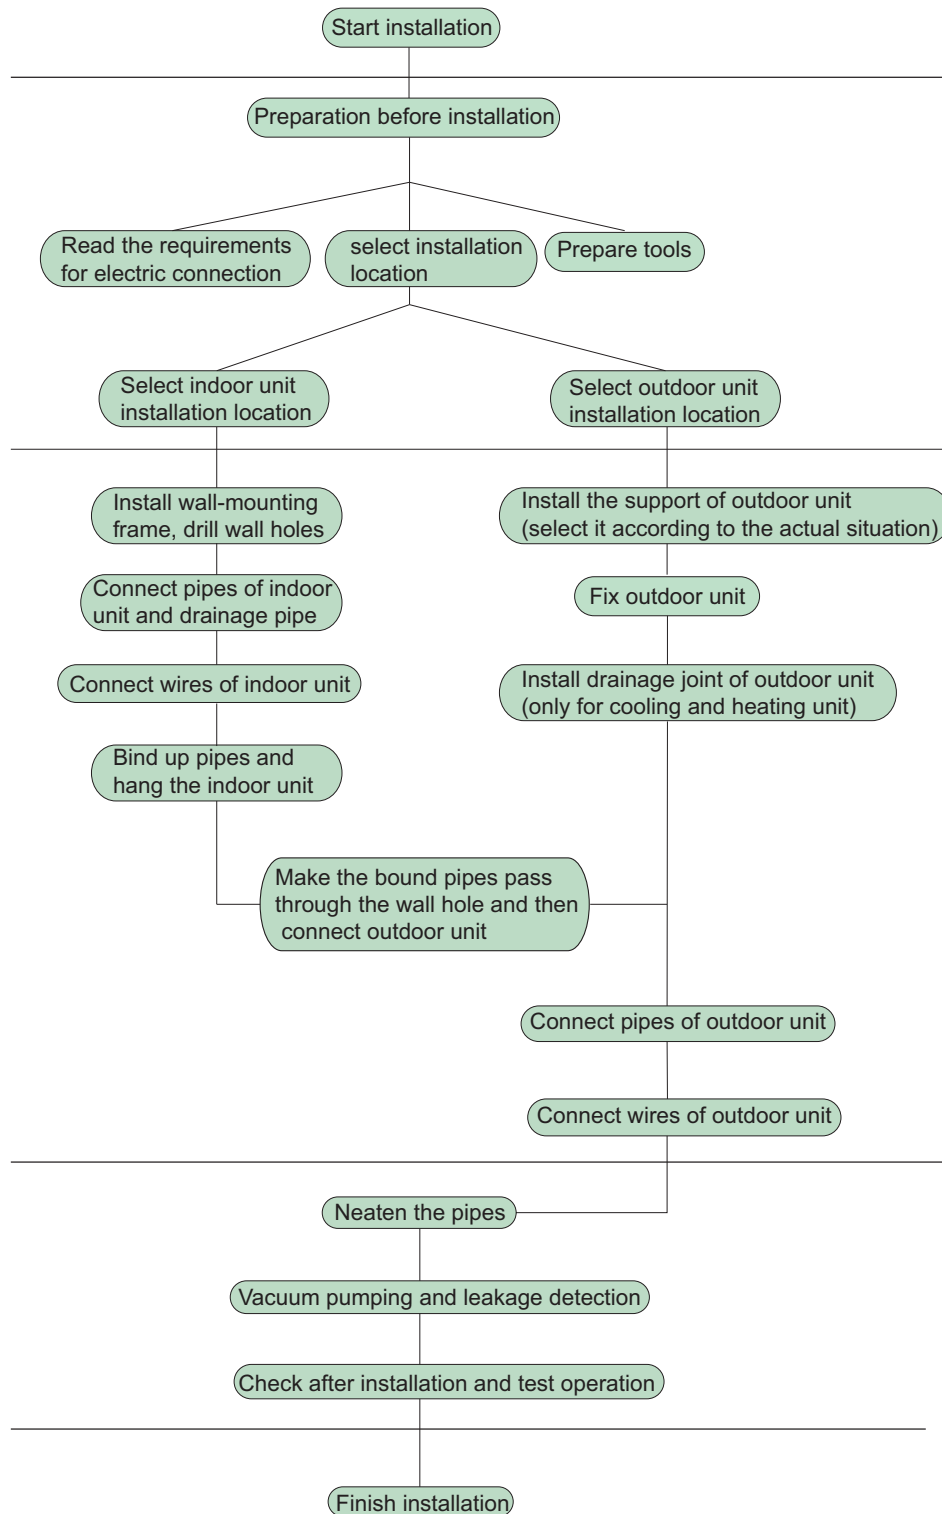 Start installation
Preparation before installation
Read the requirements
for electric connection
select installation
location
Prepare tools
Select indoor unit
installation location
Select outdoor unit
installation location
Install wall-mounting
frame, drill wall holes
Connect pipes of indoor
unit and drainage pipe
Connect wires of indoor unit
Bind up pipes and
hang the indoor unit
Install the support of outdoor unit
(select it according to the actual situation)
Fix outdoor unit
Install drainage joint of outdoor unit
(only for cooling and heating unit)
Make the bound pipes pass
through the wall hole and then
connect outdoor unit
Connect pipes of outdoor unit
Connect wires of outdoor unit
Neaten the pipes
Vacuum pumping and leakage detection
Check after installation and test operation
Finish installation